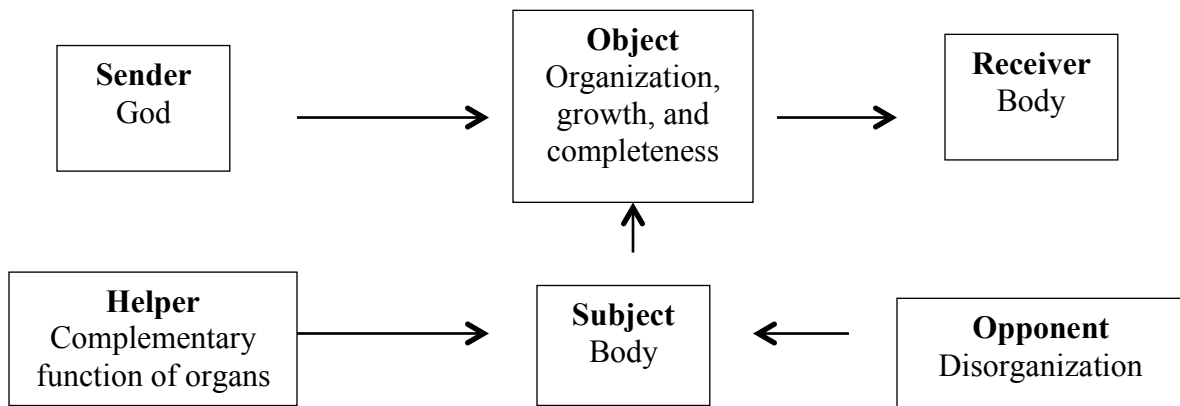 Sender
God
Object
Organization,
growth, and
completeness
Receiver
Body
Helper
Complementary
function of organs
Subject
Body
Opponent
Disorganization